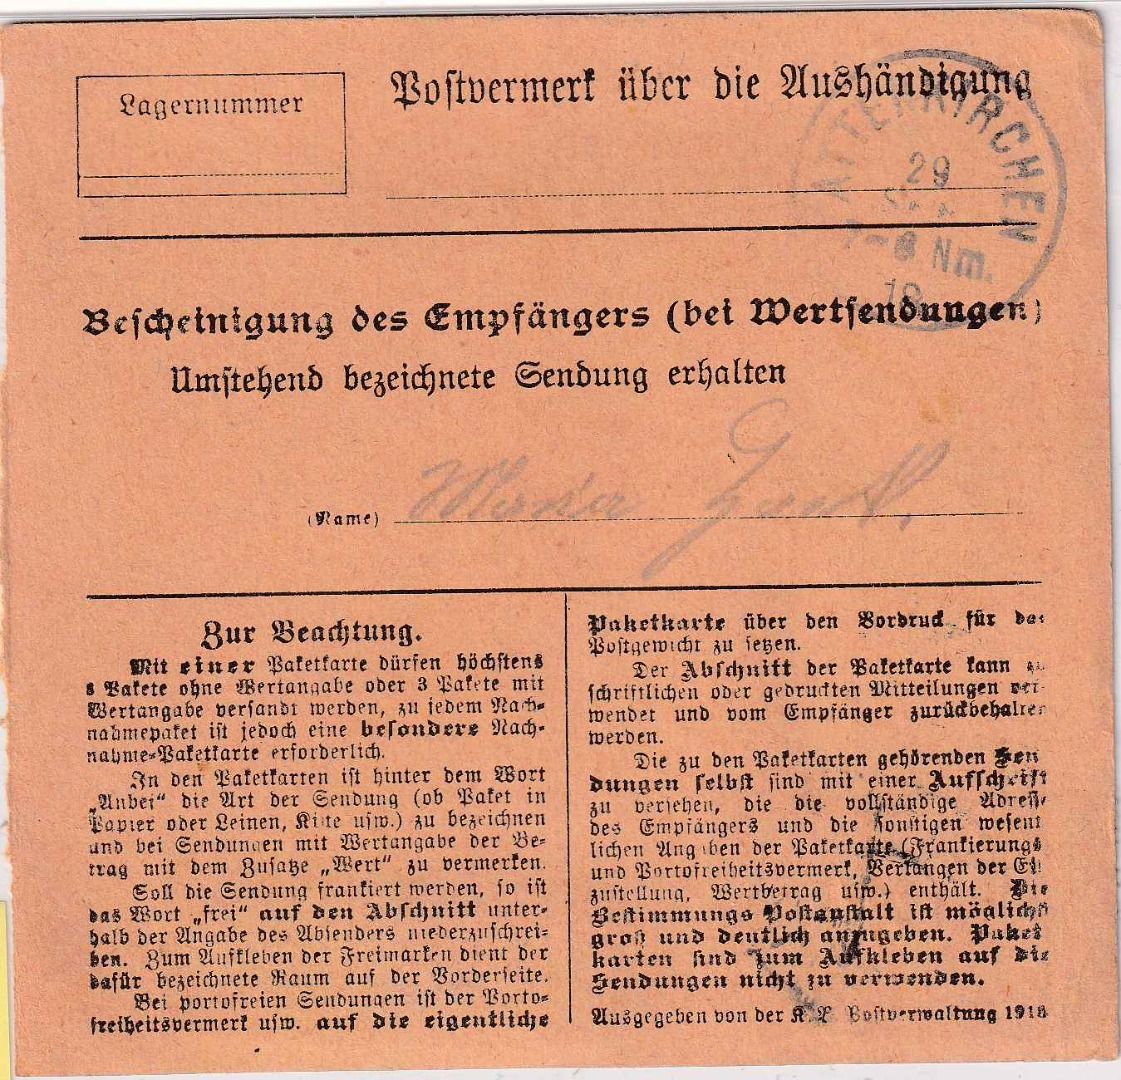 Lagernummer
Postvermerk über die Aushändigung
ATTENKIRCHEN
29
7-8 Nm.
18
Bescheinigung des Empfängers (bei Wertsendungen)
Umstehend bezeichnete Sendung erhalten
(Name) Maria
Zur Beachtung.
Mit einer Paketkarte dürfen höchstens
Pakete ohne Wertangabe oder 3 Pakete mit
Wertangabe versandt werden, zu jedem Nach-
nahmepaket ist jedoch eine besondere Nach-
nahme-Paketkarte erforderlich.
In den Paketkarten ist hinter dem Wort
„Anbei" die Art der Sendung (ob Paket in
Papier oder Leinen, Kiste usw.) zu bezeichnen
und bei Sendungen mit Wertangabe der Be-
trag mit dem Zusatze „Wert" zu vermerken.
Soll die Sendung frankiert werden, so ist
das Wort „frei" auf den Abschnitt unter-
halb der Angabe des Absenders niederzuschrei-
ben. Zum Aufkleben der Freimarken dient der
dafür bezeichnete Raum auf der Vorderseite.
Bei portofreien Sendungen ist der Porto-
freiheitsvermerk usw. auf die eigentliche
Paketkarte über den Vordruck für das
Postgewicht zu setzen.
Der Abschnitt der Paketkarte kann zu
schriftlichen oder gedruckten Mitteilungen ver-
wendet und vom Empfänger zurückbehalten
werden.
Die zu den Paketkarten gehörenden Sen
dungen selbst sind mit einer Aufschrift
zu versehen, die die vollständige Adresse
des Empfängers und die sonstigen wesent
lichen Angaben der Paketkarte (Frankierungs
und Portofreiheitsvermerk, Verlangen der Ei
zustellung, Wertbetrag usw.) enthält. Die
Bestimmungs Postanstalt ist möglichst
groß und deutlich anzugeben. Paket
karten sind zum Aufkleben auf die
Sendungen nicht zu verwenden.
Ausgegeben von der K. B. Postverwaltung 1918